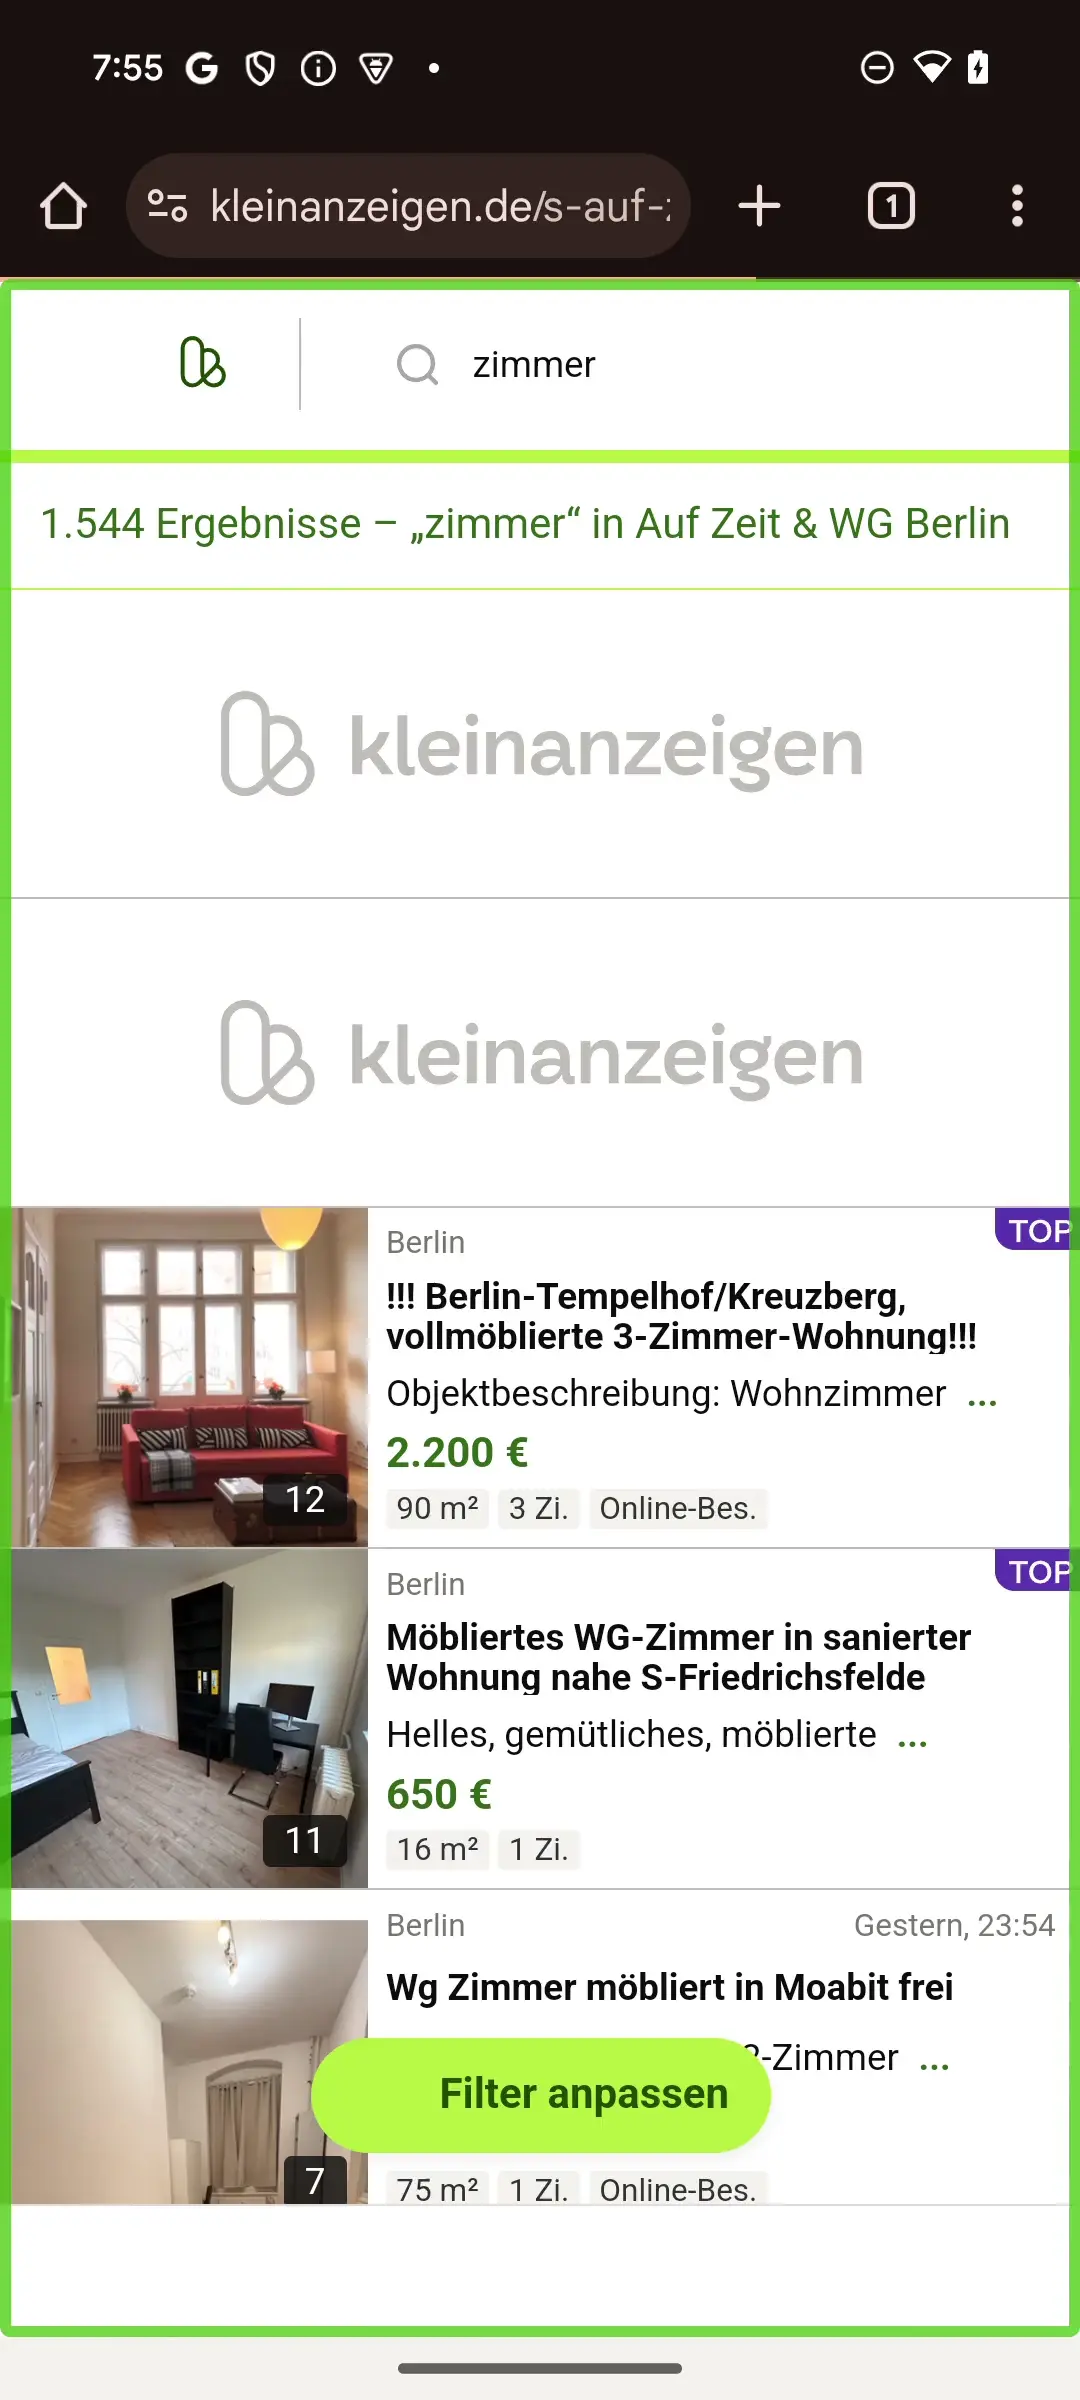 7:55
kleinanzeigen.de/s-auf-
1
zimmer
1.544 Ergebnisse – „zimmer“ in Auf Zeit & WG Berlin
kleinanzeigen
kleinanzeigen
Berlin
TOP
!!! Berlin-Tempelhof/Kreuzberg,
vollmöblierte 3-Zimmer-Wohnung!!!
Objektbeschreibung: Wohnzimmer ...
2.200 €
12
90 m² 3 Zi. Online-Bes.
Berlin
TOP
Möbliertes WG-Zimmer in sanierter
Wohnung nahe S-Friedrichsfelde
Helles, gemütliches, möblierte ...
650 €
11
16 m² 1 Zi.
Berlin Gestern, 23:54
Wg Zimmer möbliert in Moabit frei
-Zimmer ...
Filter anpassen
7
75 m² 1 Zi. Online-Bes.